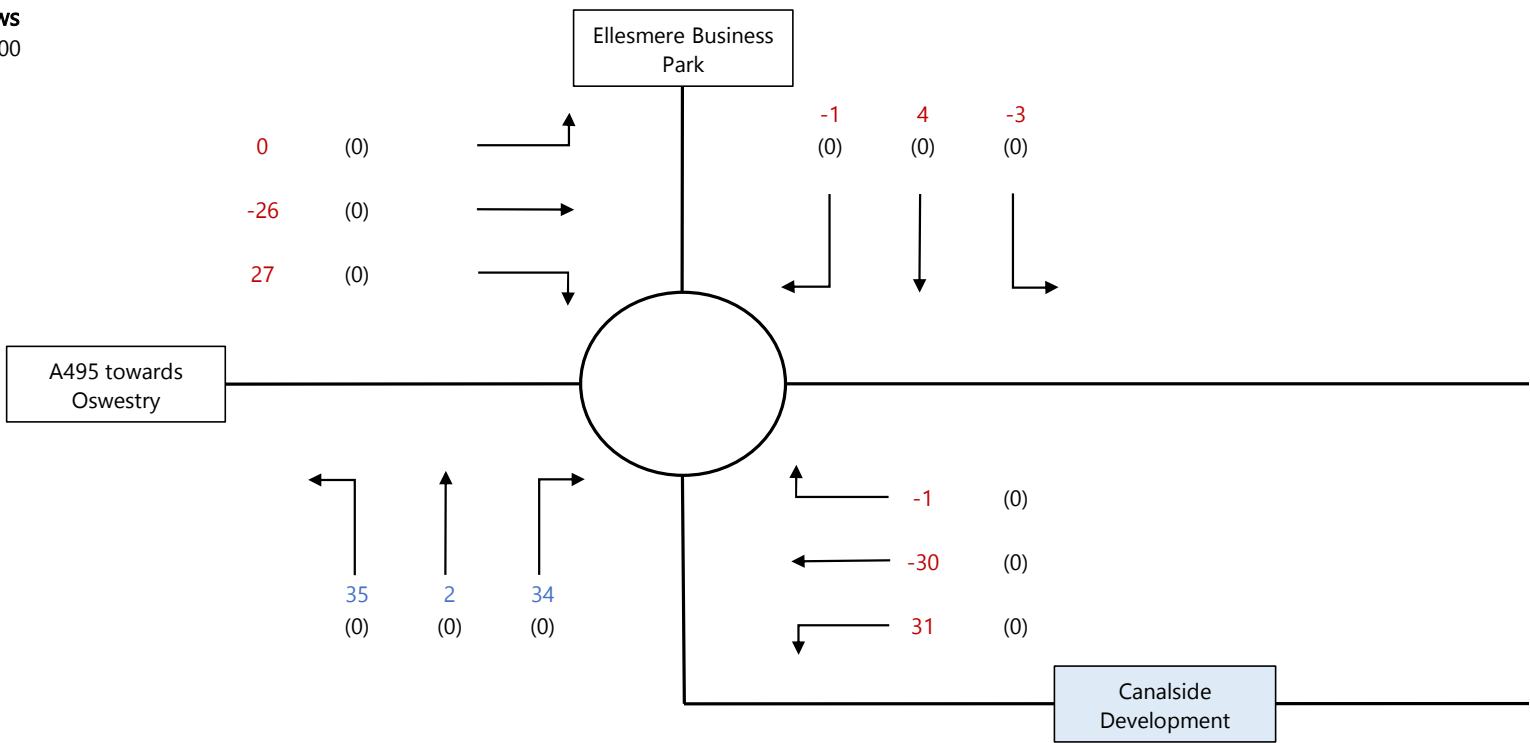 Ellesmere Business
Park
-1 4 -3
0 (0) (0) (0) (0)
-26 (0)
27 (0)
A495 towards
Oswestry
-1 (0)
-30 (0)
35 2 34
(0) (0) (0) 31 (0)
Canalside
Development